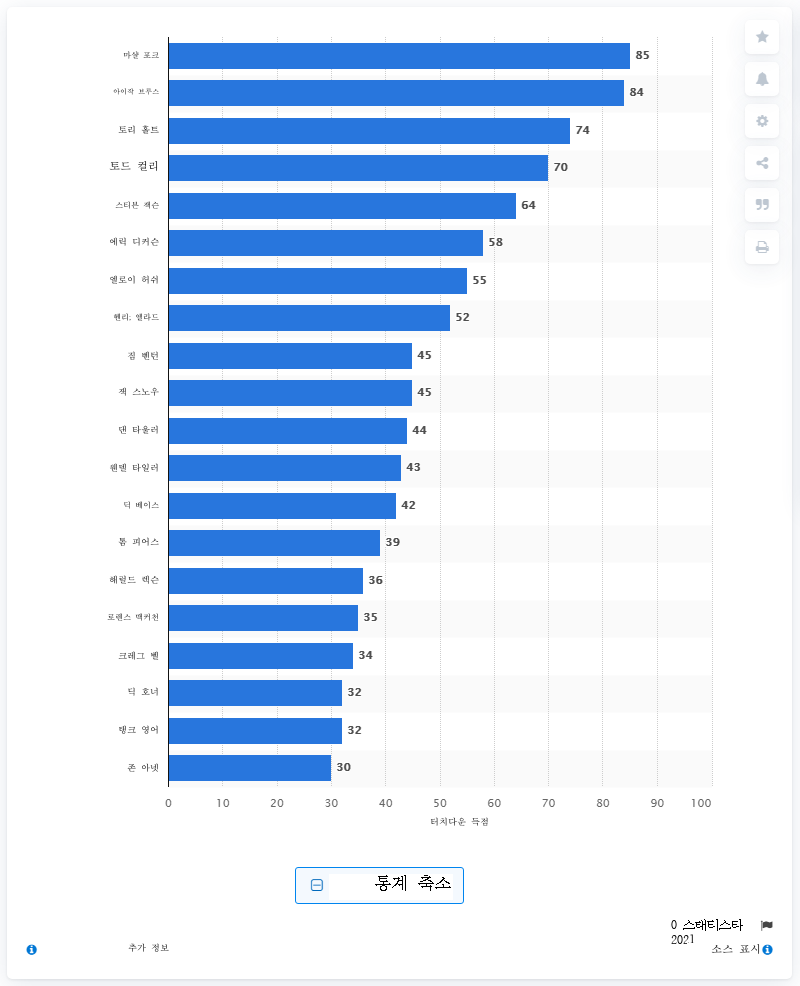 마샬 포크 85
아이작 브루스 84
토리 홀트 74
토드 컬리 70
스티븐 잭슨 64
에릭 디커슨 58
엘로이 허쉬 55
헨리; 엘라드 52
짐 벤턴 45
잭 스노우 45
댄 타울러 44
웬델 타일러 43
딕 베이스 42
톰 피어스 39
해럴드 잭슨 36
로렌스 맥커천 35
크레그 벨 34
딕 호너 32
탱크 영어 32
존 아넷 30
0 10 20 30 40 50 60 70 80 90 100
터치다운 득점
통계 축소
0 스태티스타
2021
추가 정보 소스 표시